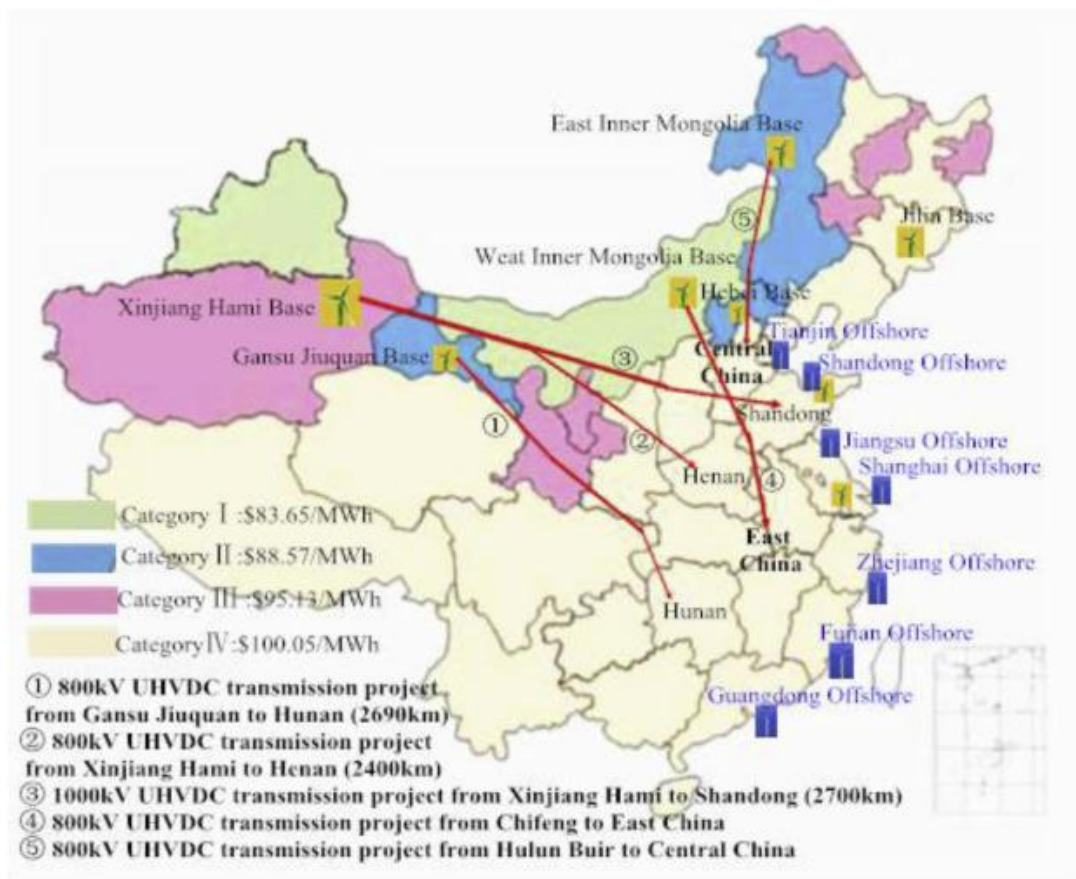 East Inner Mongolia Base
⑤
Jilin Base
Weat Inner Mongolia Base
Hebei Base
Xinjiang Hami Base
Tianjin Offshore
Gansu Jiuquan Base
③
Central
China
Shandong Offshore
①
Shandong
②
Jiangsu Offshore
Henan
④
Shanghai Offshore
Category Ⅰ:$83.65/MWh
East
China
Category Ⅱ:$88.57/MWh
Zhejiang Offshore
Category Ⅲ:$95.13/MWh
Hunan
Category Ⅳ:$100.05/MWh
Fujian Offshore
Guangdong Offshore
① 800kV UHVDC transmission project
from Gansu Jiuquan to Hunan (2690km)
② 800kV UHVDC transmission project
from Xinjiang Hami to Henan (2400km)
③ 1000kV UHVDC transmission project from Xinjiang Hami to Shandong (2700km)
④ 800kV UHVDC transmission project from Chifeng to East China
⑤ 800kV UHVDC transmission project from Hulun Buir to Central China